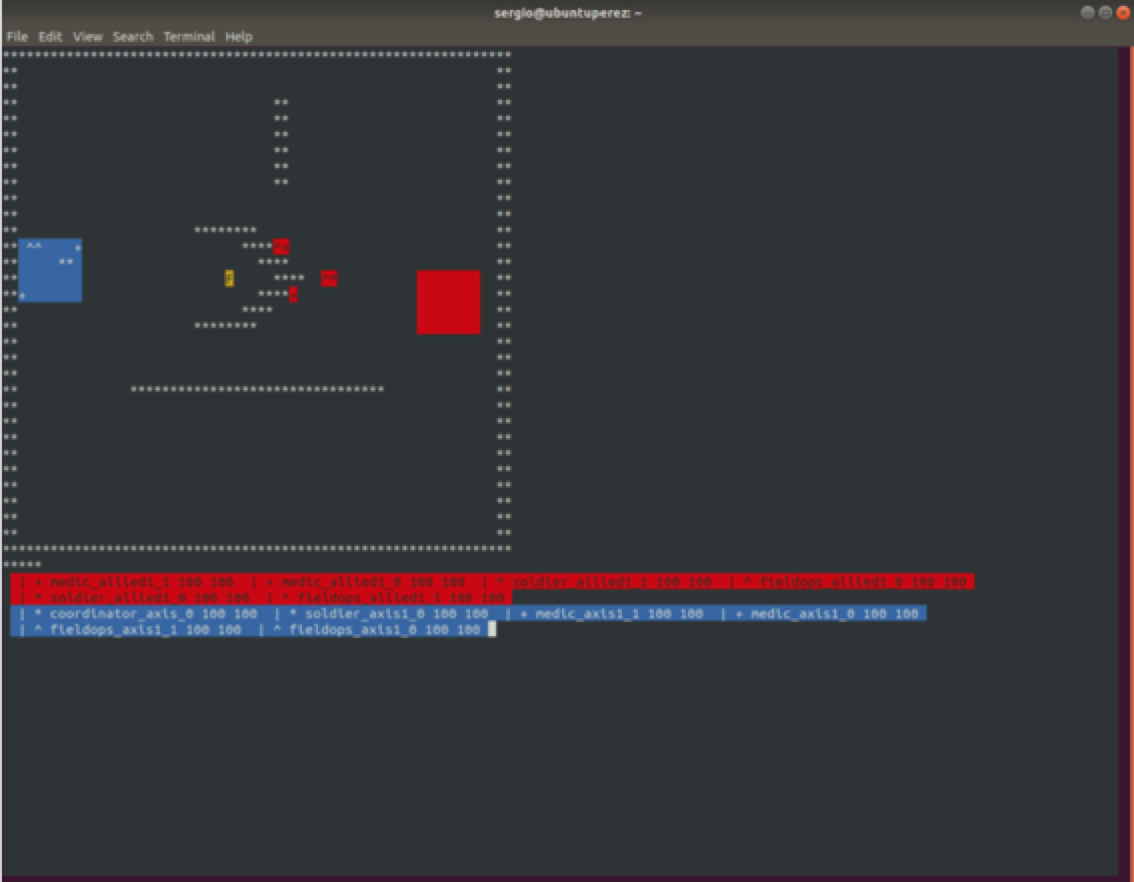 sergio@ubuntuperez: ~
File Edit View Search Terminal Help
| + medic_allied1_1 100 100 | + medic_allied1_0 100 100 | * soldier_allied1_1 100 100 | ^ fieldops_allied1_0 100 100
| * soldier_allied1_0 100 100 | ^ fieldops_allied1_1 100 100
| * coordinator_axis_0 100 100 | * soldier_axis1_0 100 100 | + medic_axis1_1 100 100 | + medic_axis1_0 100 100
| ^ fieldops_axis1_1 100 100 | ^ fieldops_axis1_0 100 100